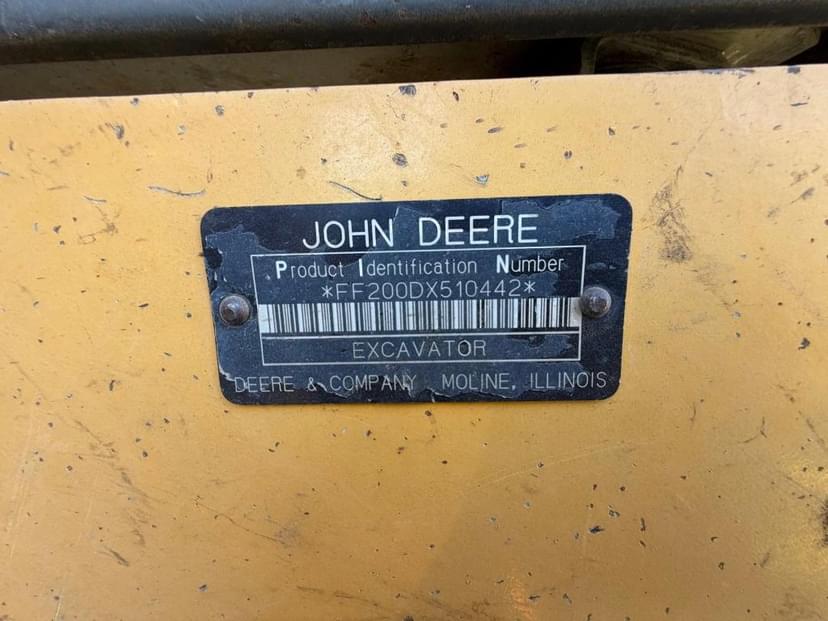 JOHN DEERE
Product Identification Number
*FF200DX510442*
EXCAVATOR
DEERE & COMPANY MOLINE, ILLINOIS